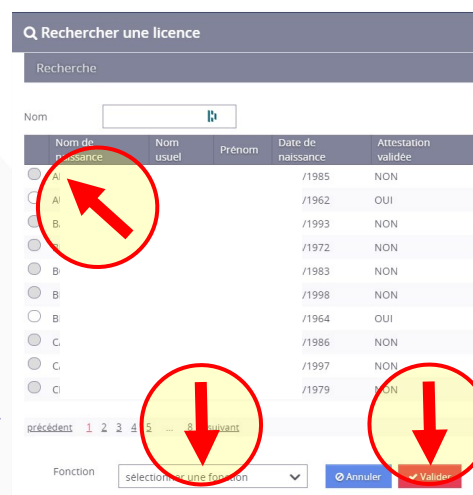 Rechercher une licence
Recherche
Nom
Nom de naissance Nom usuel Prénom Date de naissance Attestation validée
A /1985 NON
A /1962 OUI
B /1993 NON
/1972 NON
B /1983 NON
B /1998 NON
B /1964 OUI
C /1986 NON
C /1997 NON
C /1979 NON
précédent 1 2 3 4 5 ... 8 suivant
Fonction sélectionner une fonction Annuler Valider